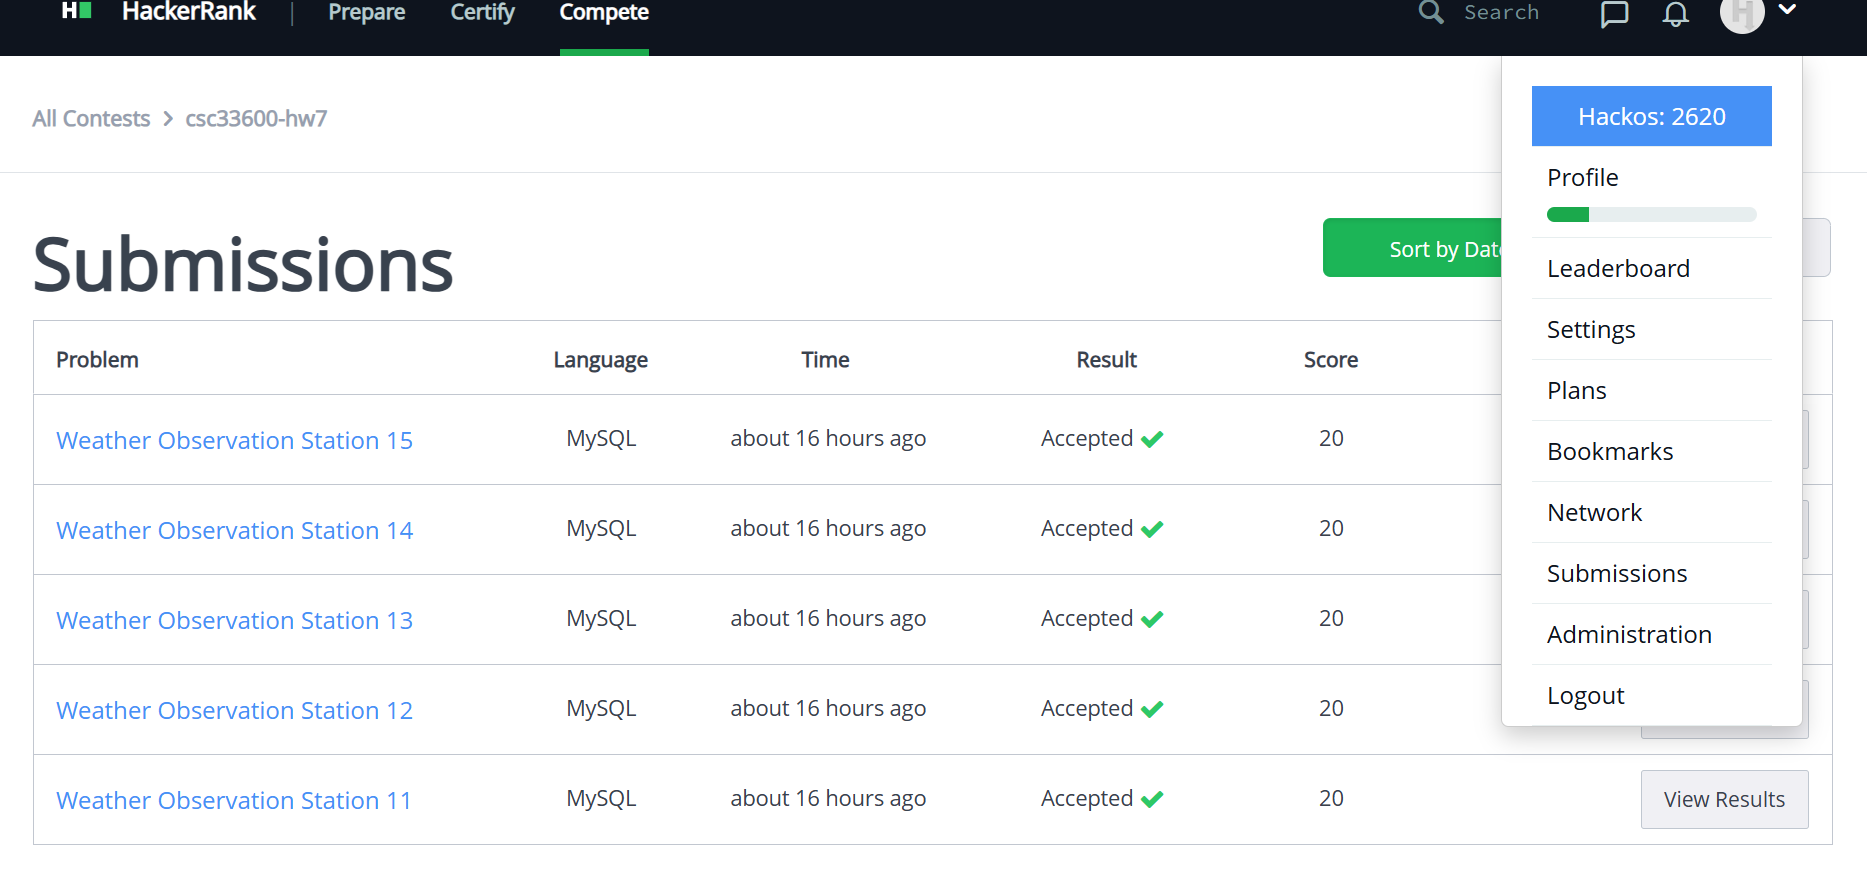 HackerRank | Prepare Certify Compete Search
All Contests > csc33600-hw7
Hackos: 2620
Profile
Leaderboard
Settings
Plans
Bookmarks
Network
Submissions
Administration
Logout
Submissions
Sort by Date
Problem Language Time Result Score
Weather Observation Station 15 MySQL about 16 hours ago Accepted 20
Weather Observation Station 14 MySQL about 16 hours ago Accepted 20
Weather Observation Station 13 MySQL about 16 hours ago Accepted 20
Weather Observation Station 12 MySQL about 16 hours ago Accepted 20
Weather Observation Station 11 MySQL about 16 hours ago Accepted 20 View Results